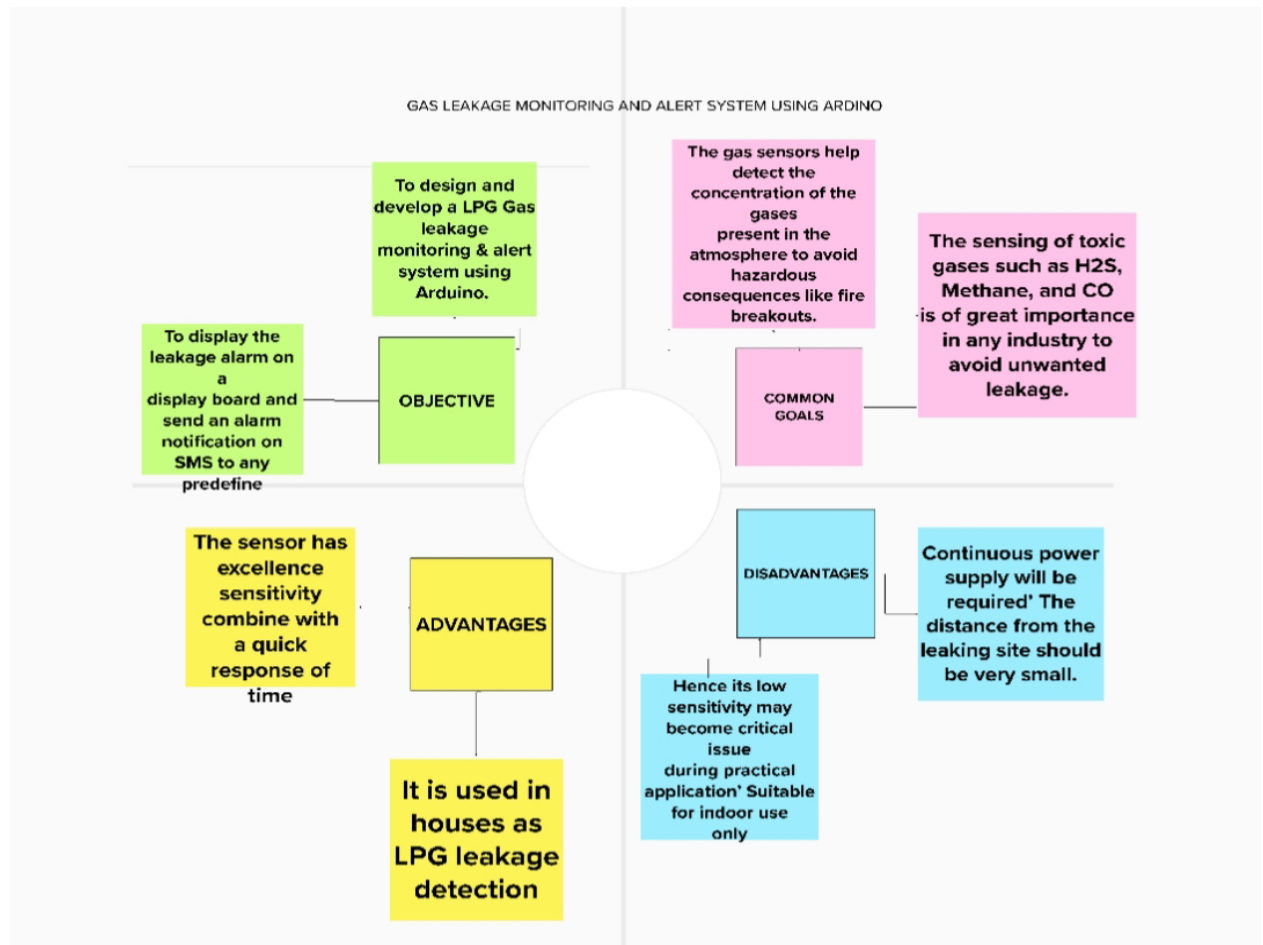 GAS LEAKAGE MONITORING AND ALERT SYSTEM USING ARDINO
To design and
develop a LPG Gas
leakage
monitoring & alert
system using
Arduino.
To display the
leakage alarm on
a
display board and
send an alarm
notification on
SMS to any
predefine
OBJECTIVE
The gas sensors help
detect the
concentration of the
gases
present in the
atmosphere to avoid
hazardous
consequences like fire
breakouts.
The sensing of toxic
gases such as H2S,
Methane, and CO
is of great importance
in any industry to
avoid unwanted
leakage.
COMMON
GOALS
The sensor has
excellence
sensitivity
combine with
a quick
response of
time
ADVANTAGES
It is used in
houses as
LPG leakage
detection
DISADVANTAGES
Continuous power
supply will be
required’ The
distance from the
leaking site should
be very small.
Hence its low
sensitivity may
become critical
issue
during practical
application’ Suitable
for indoor use
only